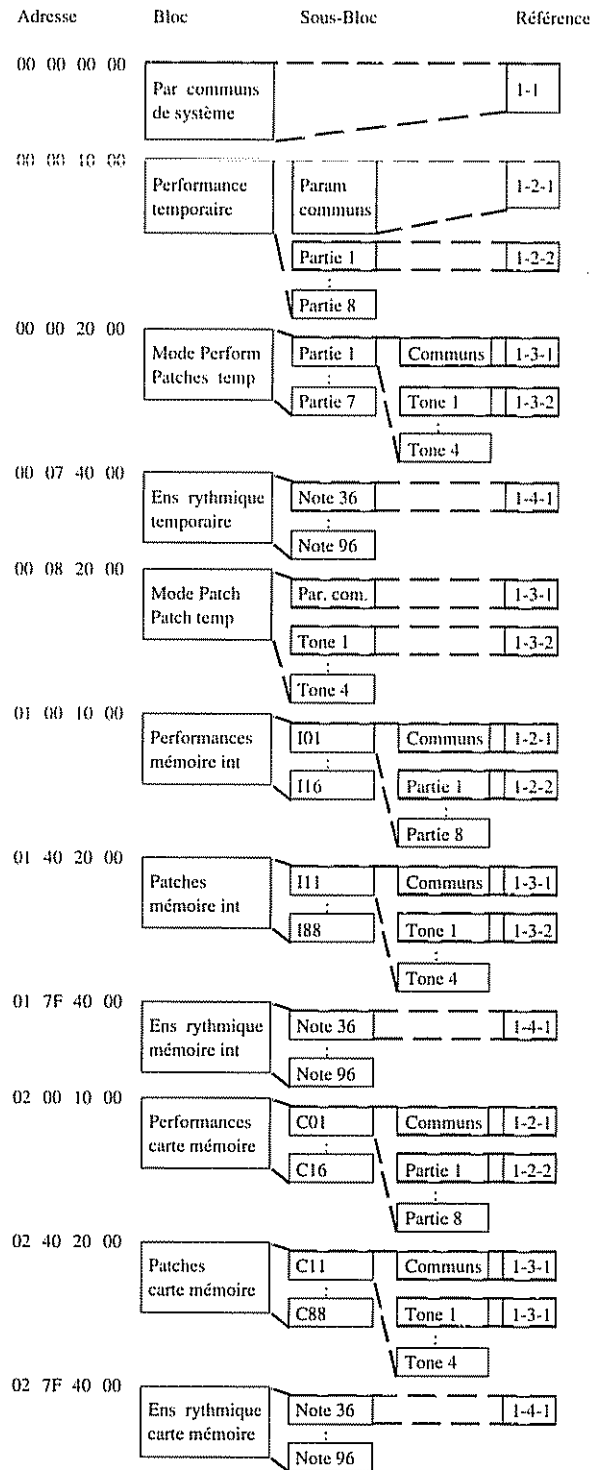 Adresse Bloc Sous-Bloc Référence
00 00 00 00
Par communs
de système
1-1
00 00 10 00
Performance
temporaire
Param
communs
1-2-1
Partie 1 1-2-2
:
Partie 8
00 00 20 00
Mode Perform
Patches temp
Partie 1 Communs 1-3-1
:
Partie 7 Tone 1 1-3-2
:
Tone 4
00 07 40 00
Ens rythmique
temporaire
Note 36 1-4-1
:
Note 96
00 08 20 00
Mode Patch
Patch temp
Par. com. 1-3-1
Tone 1 1-3-2
:
Tone 4
01 00 10 00
Performances
mémoire int
I01 Communs 1-2-1
:
I16 Partie 1 1-2-2
:
Partie 8
01 40 20 00
Patches
mémoire int
I11 Communs 1-3-1
:
I88 Tone 1 1-3-2
:
Tone 4
01 7F 40 00
Ens rythmique
mémoire int
Note 36 1-4-1
:
Note 96
02 00 10 00
Performances
carte mémoire
C01 Communs 1-2-1
:
C16 Partie 1 1-2-2
:
Partie 8
02 40 20 00
Patches
carte mémoire
C11 Communs 1-3-1
:
C88 Tone 1 1-3-1
:
Tone 4
02 7F 40 00
Ens rythmique
carte mémoire
Note 36 1-4-1
:
Note 96